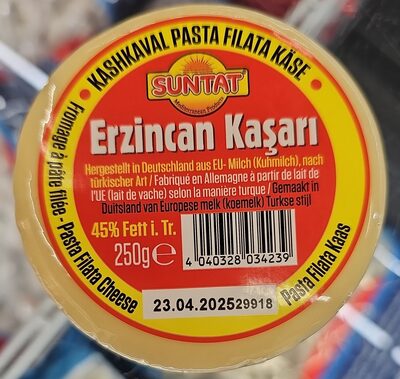 • KASHKAVAL PASTA FILATA KÄSE •
SUNTAT
Mediterranean Products
Erzincan Kaşarı
Hergestellt in Deutschland aus EU- Milch (Kuhmilch), nach
türkischer Art / Fabriqué en Allemagne à partir de lait de
l'UE (lait de vache) selon la manière turque / Gemaakt in
Duitsland van Europese melk (koemelk) Turkse stijl
45% Fett i. Tr.
250g℮
4 040328 034239
23.04.202529918
Fromage à pâte filée - Pasta Filata Cheese
Pasta Filata Kaas